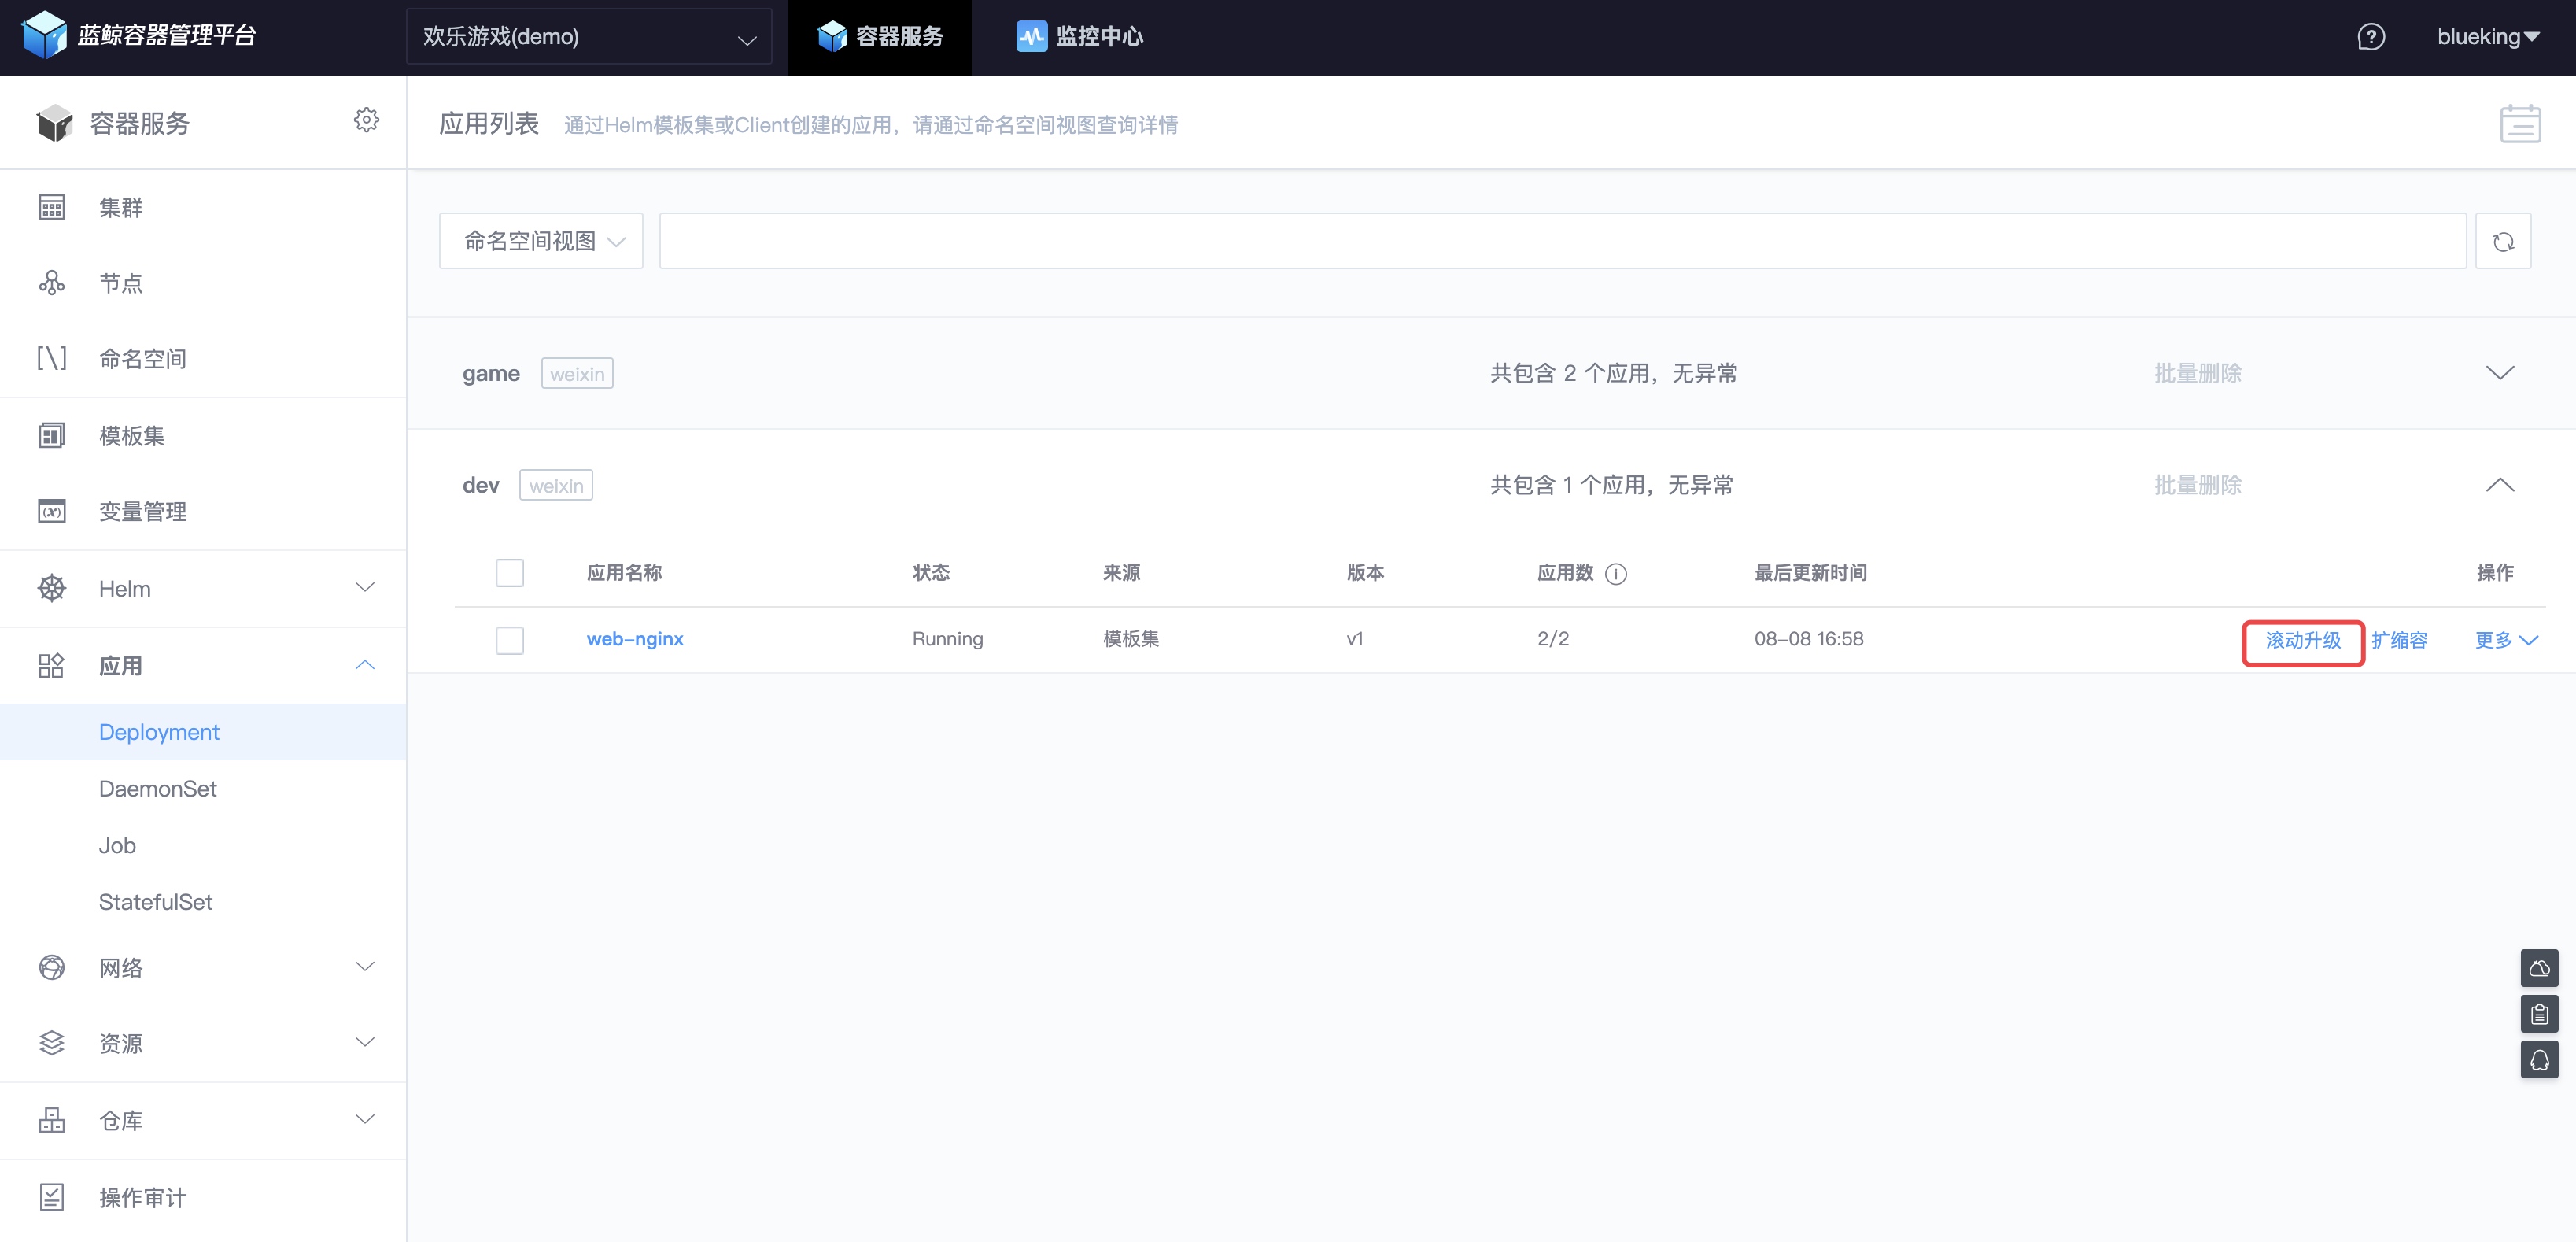 蓝鲸容器管理平台
欢乐游戏(demo)
容器服务
监控中心
blueking
容器服务
应用列表 通过Helm模板集或Client创建的应用，请通过命名空间视图查询详情
集群
节点
命名空间
模板集
变量管理
Helm
应用
Deployment
DaemonSet
Job
StatefulSet
网络
资源
仓库
操作审计
命名空间视图
game weixin 共包含 2 个应用，无异常 批量删除
dev weixin 共包含 1 个应用，无异常 批量删除
应用名称 状态 来源 版本 应用数 最后更新时间 操作
web-nginx Running 模板集 v1 2/2 08-08 16:58 滚动升级 扩缩容 更多